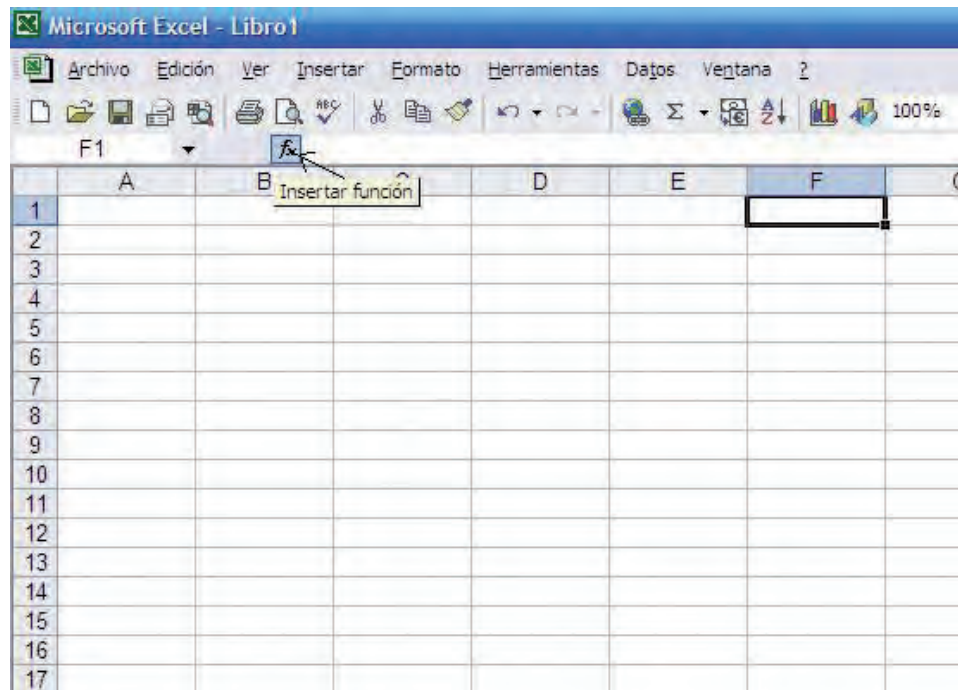 Microsoft Excel - Libro1
Archivo Edición Ver Insertar Formato Herramientas Datos Ventana ?
ABC Σ A Z 100%
F1 fx
A B D E F
Insertar función
1
2
3
4
5
6
7
8
9
10
11
12
13
14
15
16
17